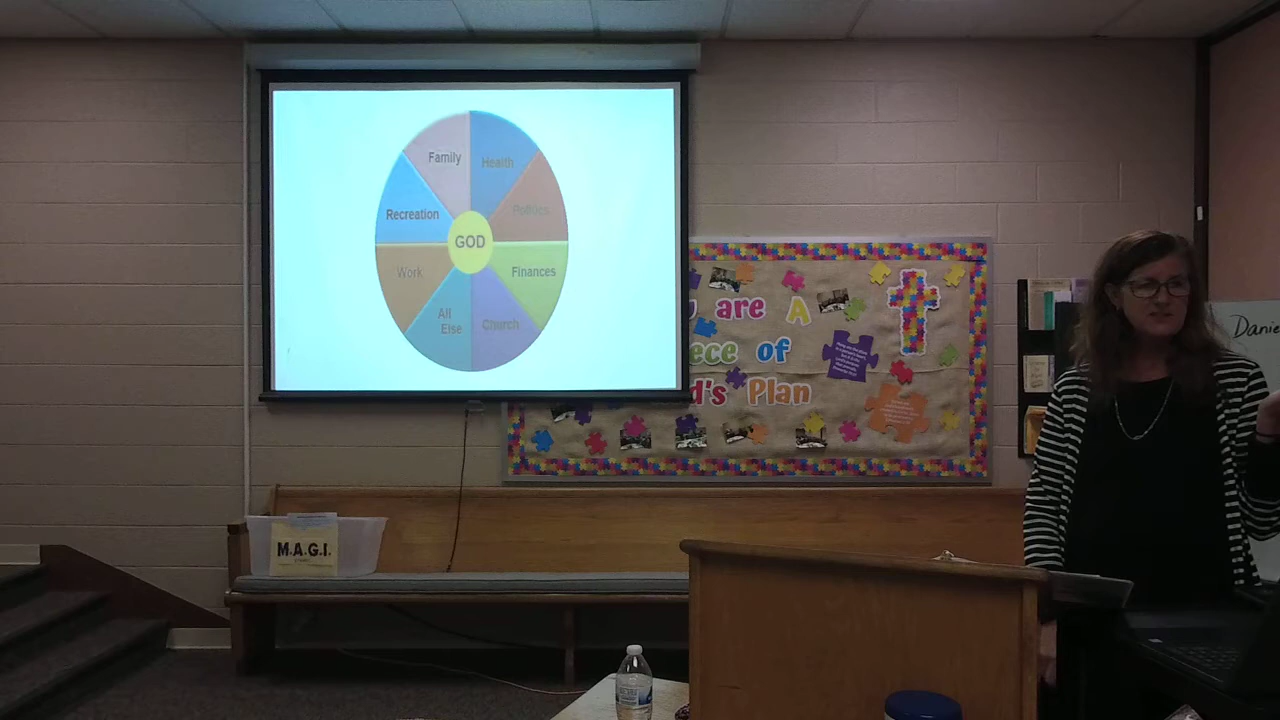 Family
Health
Recreation
Politics
GOD
Work
Finances
All
Else
Church
are A
ece of
d's Plan
M.A.G.I.
Danie